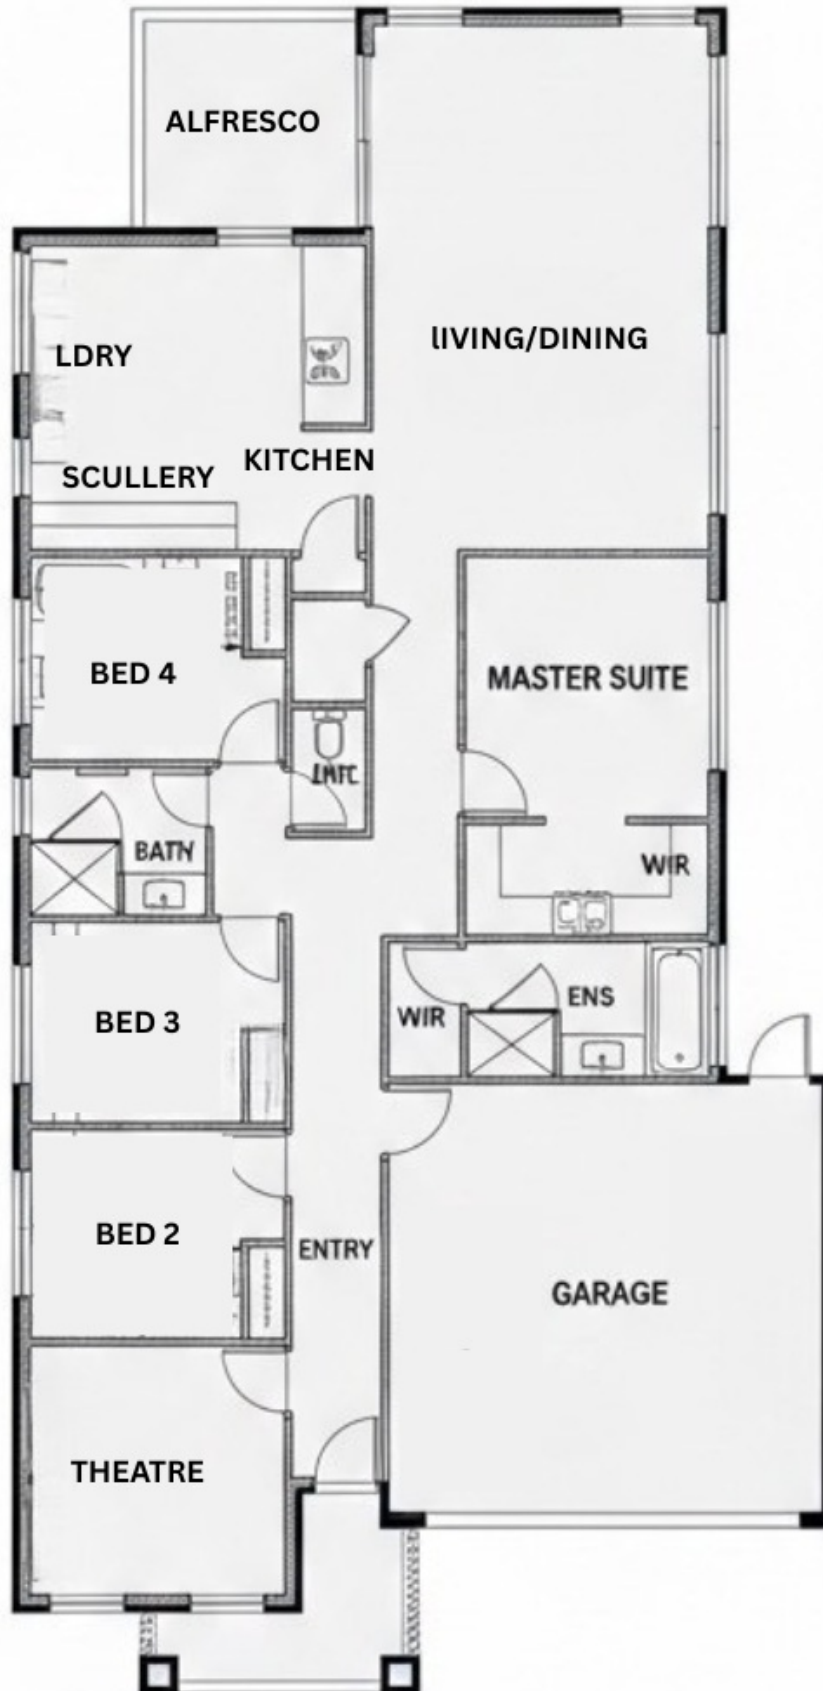 ALFRESCO
lIVING/DINING
LDRY
KITCHEN
SCULLERY
BED 4
MASTER SUITE
BATH
WIR
ENS
WIR
BED 3
BED 2
ENTRY
GARAGE
THEATRE